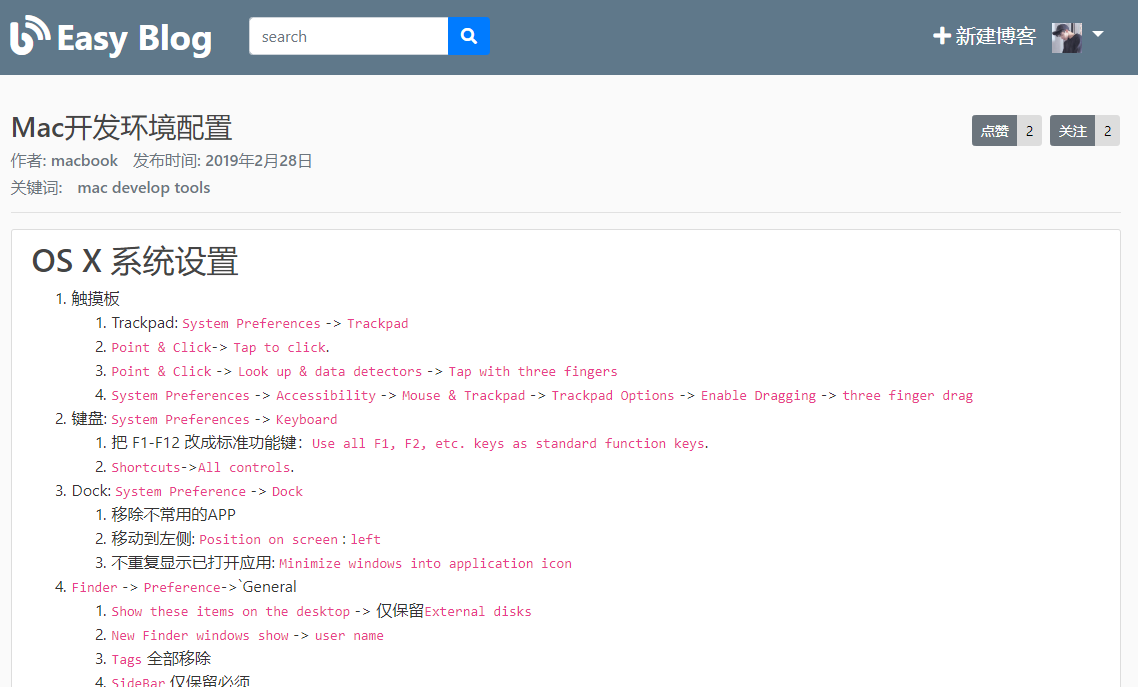 Easy Blog
search
新建博客
Mac开发环境配置
点赞 2 关注 2
作者: macbook 发布时间: 2019年2月28日
关键词: mac develop tools
OS X 系统设置
1. 触摸板
1. Trackpad: System Preferences -> Trackpad
2. Point & Click-> Tap to click.
3. Point & Click -> Look up & data detectors -> Tap with three fingers
4. System Preferences -> Accessibility -> Mouse & Trackpad -> Trackpad Options -> Enable Dragging -> three finger drag
2. 键盘: System Preferences -> Keyboard
1. 把 F1-F12 改成标准功能键：Use all F1, F2, etc. keys as standard function keys.
2. Shortcuts->All controls.
3. Dock: System Preference -> Dock
1. 移除不常用的APP
2. 移动到左侧: Position on screen : left
3. 不重复显示已打开应用: Minimize windows into application icon
4. Finder -> Preference->`General
1. Show these items on the desktop -> 仅保留External disks
2. New Finder windows show -> user name
3. Tags 全部移除
4. SideBar 仅保留必须